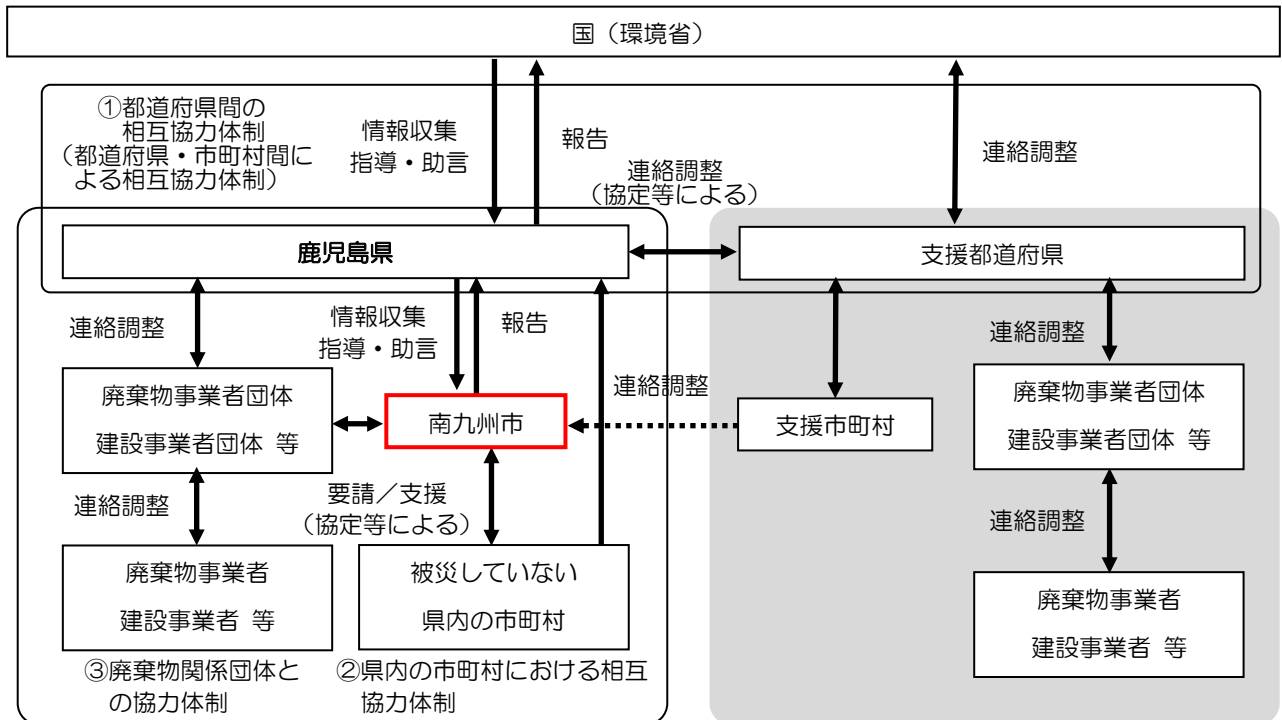 国（環境省）
①都道府県間の
相互協力体制
（都道府県・市町村間に
よる相互協力体制）
情報収集
指導・助言
報告
連絡調整
（協定等による）
連絡調整
鹿児島県
支援都道府県
連絡調整
情報収集
指導・助言
報告
連絡調整
連絡調整
廃棄物事業者団体
建設事業者団体 等
南九州市
支援市町村
廃棄物事業者団体
建設事業者団体 等
連絡調整
要請／支援
（協定等による）
連絡調整
廃棄物事業者
建設事業者 等
被災していない
県内の市町村
廃棄物事業者
建設事業者 等
③廃棄物関係団体と
の協力体制
②県内の市町村における相互
協力体制